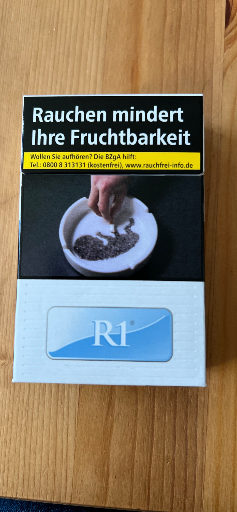 Rauchen mindert
Ihre Fruchtbarkeit
Wollen Sie aufhören? Die BZgA hilft:
Tel.: 0800 8 313131 (kostenfrei), www.rauchfrei-info.de
R1®